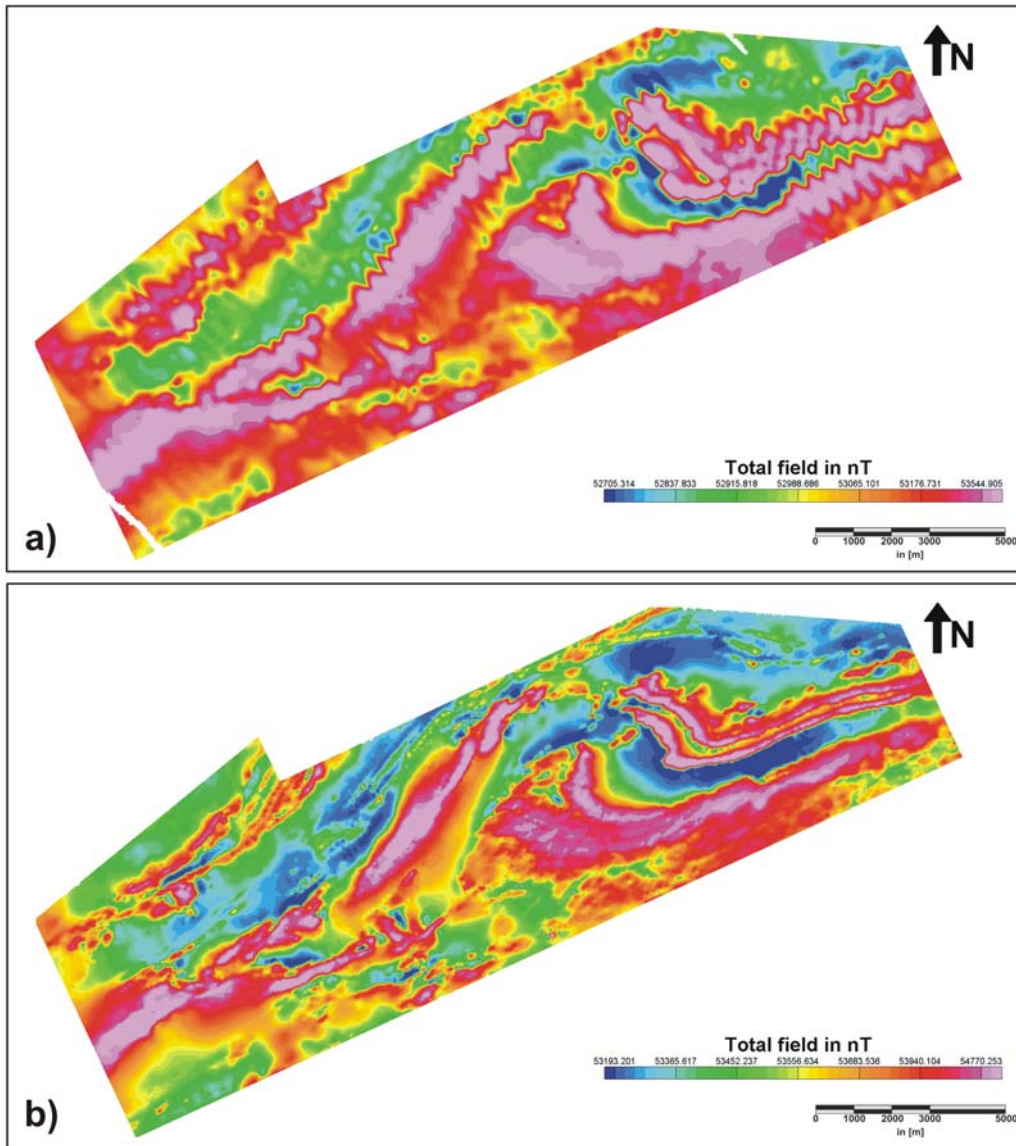 N
Total field in nT
52705.314 52837.833 52915.818 52988.686 53065.101 53176.731 53544.905
0 1000 2000 3000 5000
in [m]
a)
N
Total field in nT
53193.201 53385.617 53452.237 53556.634 53683.536 53940.104 54770.253
0 1000 2000 3000 5000
in [m]
b)